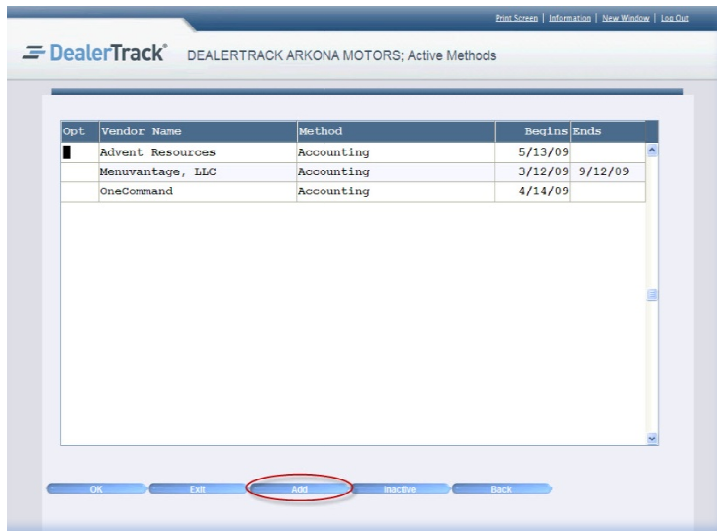 Print Screen | Information | New Window | Log Out
DealerTrack® DEALERTRACK ARKONA MOTORS; Active Methods
Opt Vendor Name Method Begins Ends
Advent Resources Accounting 5/13/09
Menuvantage, LLC Accounting 3/12/09 9/12/09
OneCommand Accounting 4/14/09
OK Exit Add Inactive Back